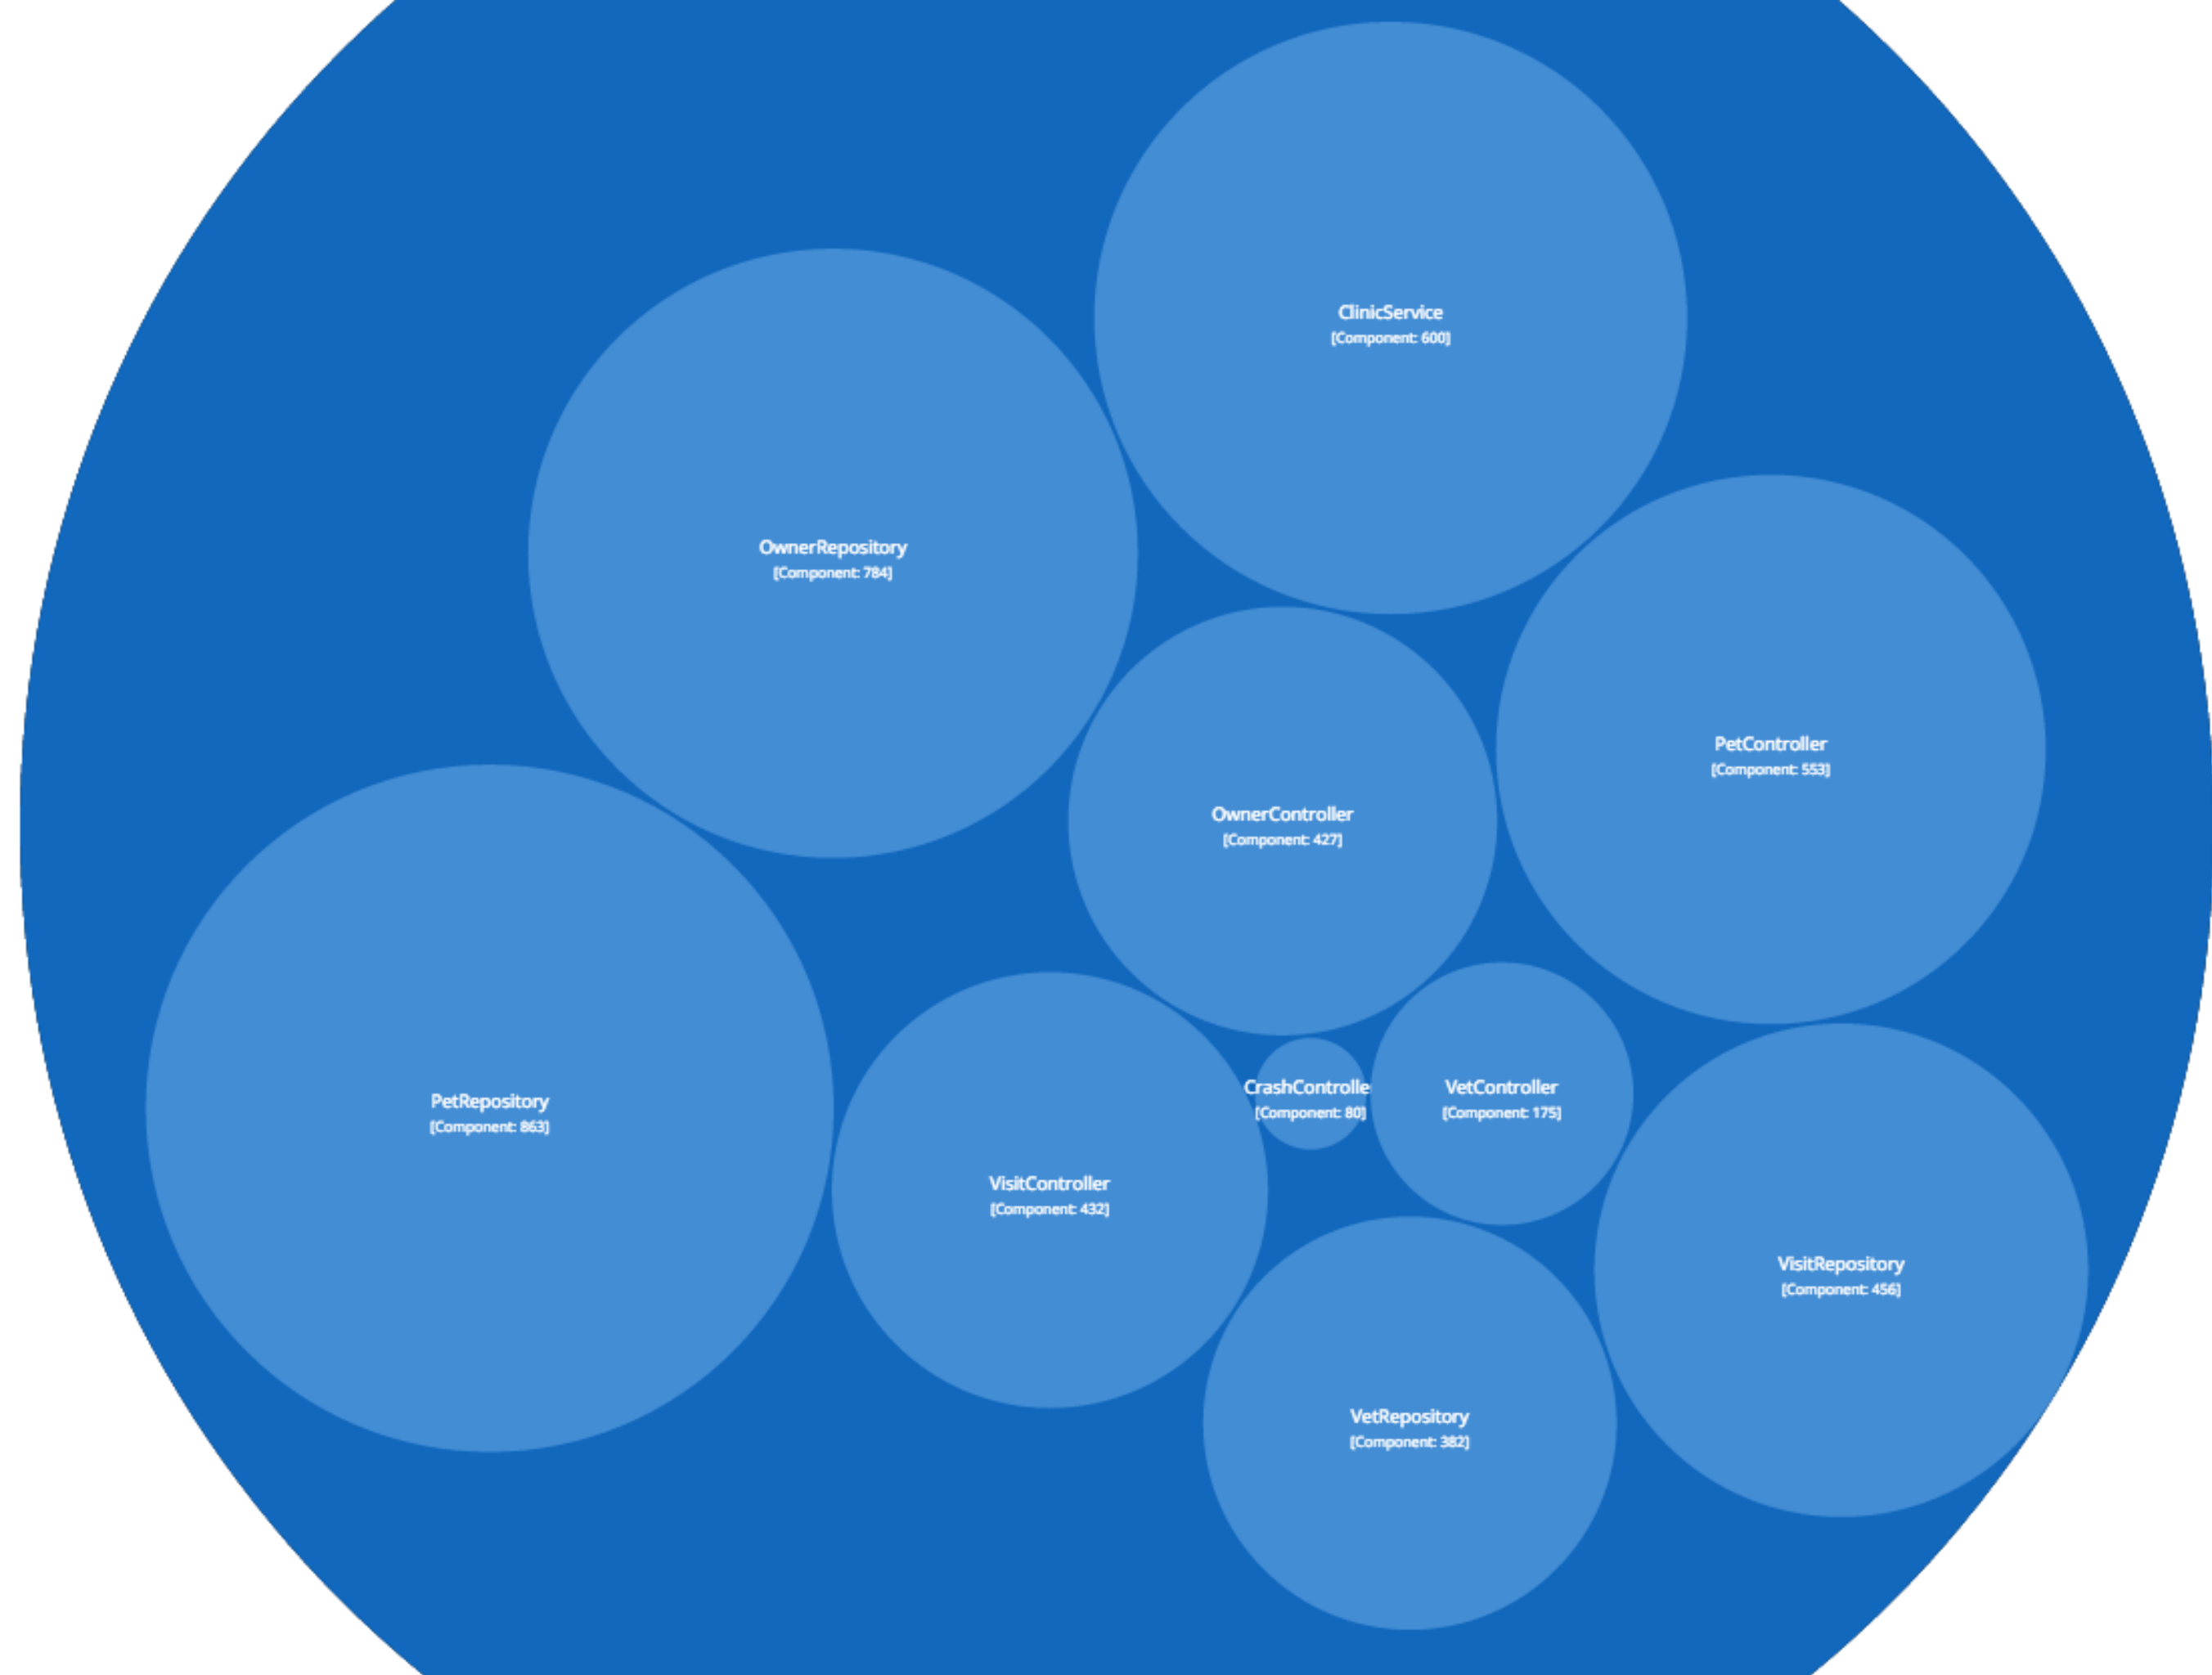 ClinicService
[Component: 600]
OwnerRepository
[Component: 784]
PetController
[Component: 553]
OwnerController
[Component: 427]
PetRepository
[Component: 863]
CrashControlle
[Component: 80]
VetController
[Component: 175]
VisitController
[Component: 432]
VisitRepository
[Component: 456]
VetRepository
[Component: 382]